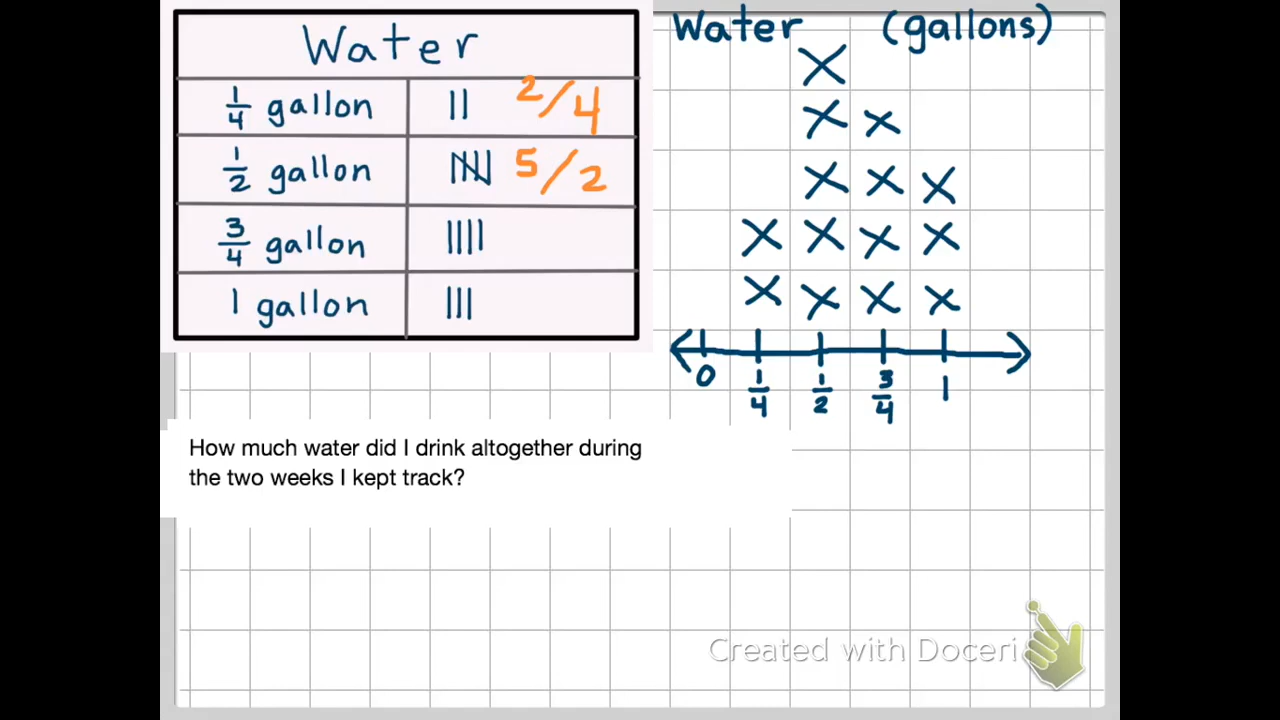 Water
1/4 gallon || 2/4
1/2 gallon 5/2
3/4 gallon ||||
1 gallon |||
Water (gallons)
X
X X
X X X
X X X X
X X X X
0 1/4 1/2 3/4 1
How much water did I drink altogether during
the two weeks I kept track?
Created with Doceri